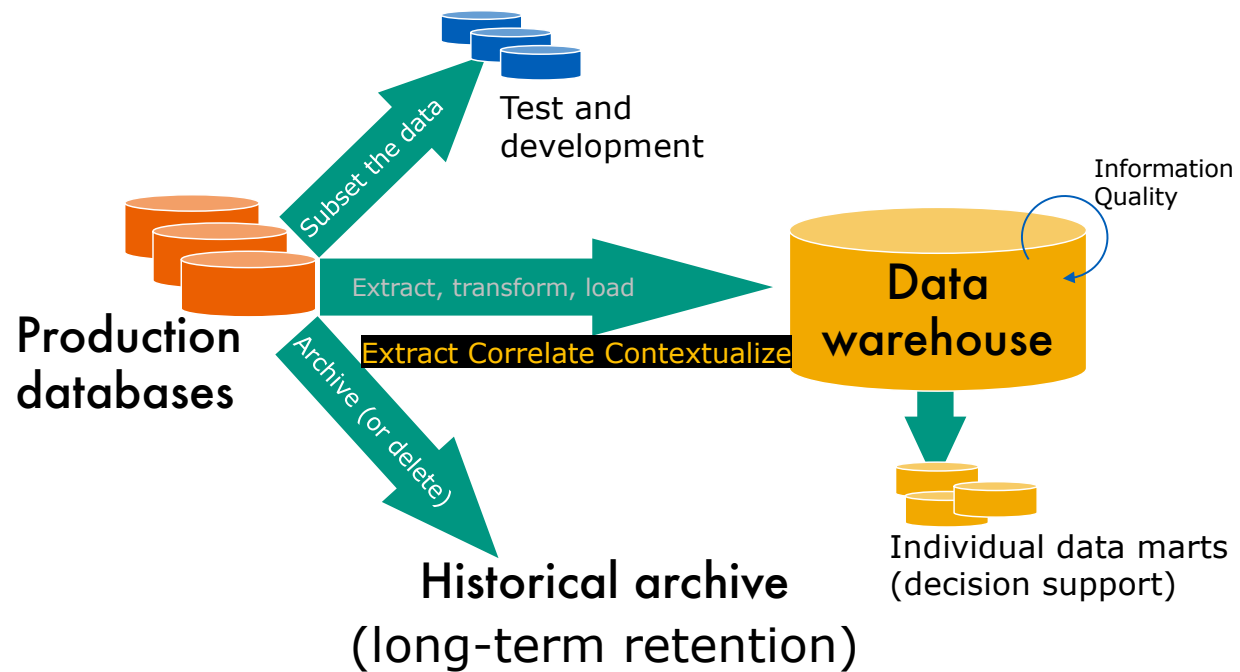 Subset the data
Test and
development
Information
Quality
Production
databases
Extract, transform, load
Extract Correlate Contextualize
Data
warehouse
Archive (or delete)
Individual data marts
(decision support)
Historical archive
(long-term retention)